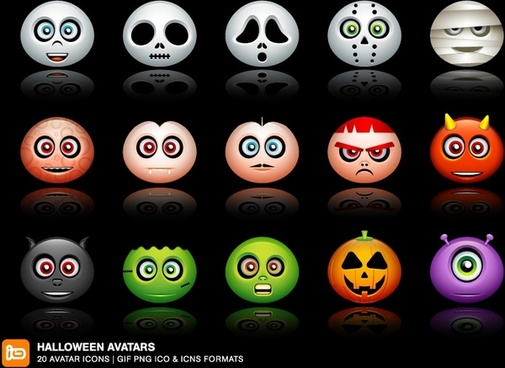 HALLOWEEN AVATARS
20 AVATAR ICONS | GIF PNG ICO & ICNS FORMATS